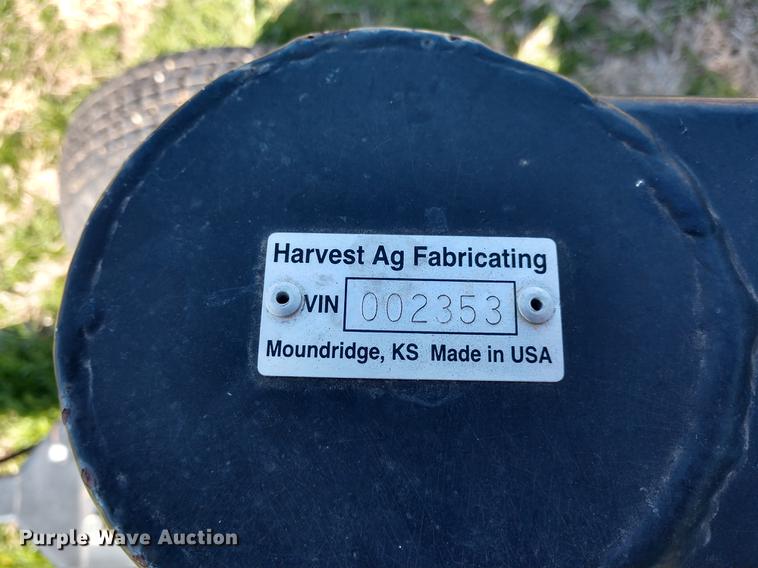 Harvest Ag Fabricating
VIN 002353
Moundridge, KS Made in USA
Purple Wave Auction